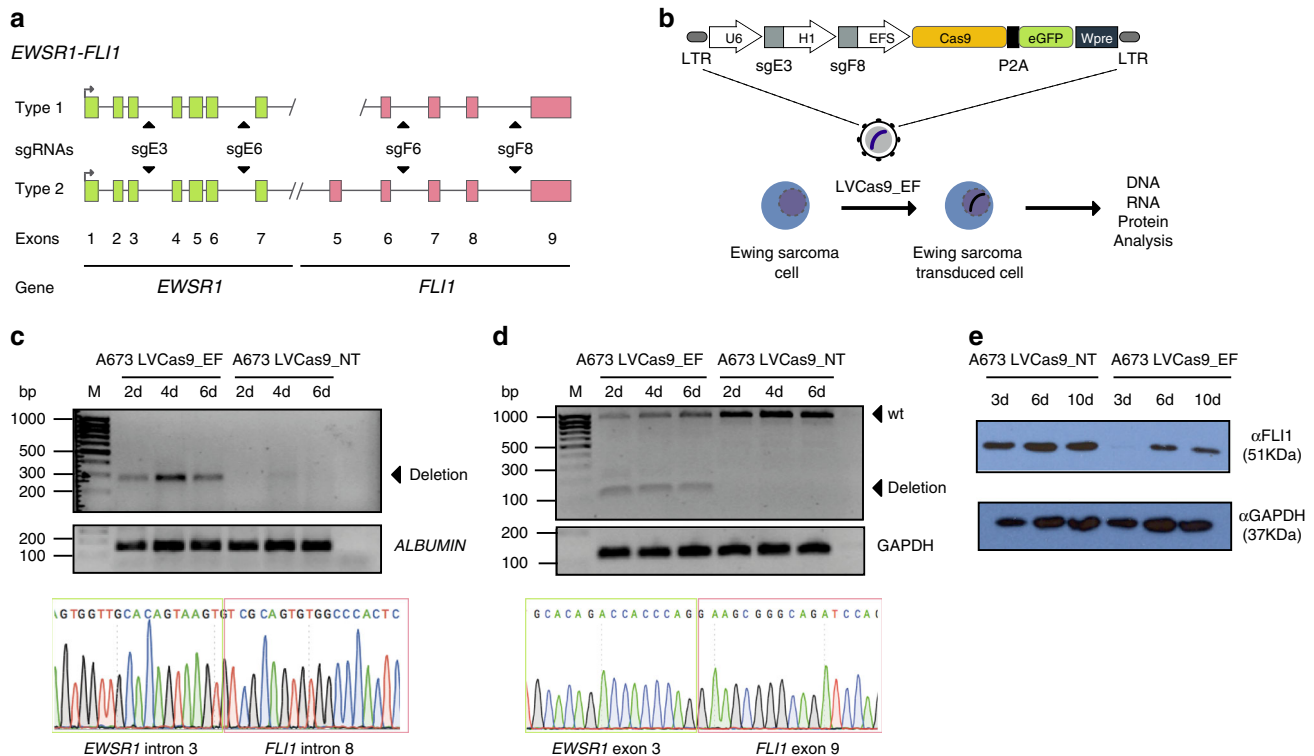 a
EWSR1-FLI1
Type 1
sgRNAs sgE3 sgE6 sgF6 sgF8
Type 2
Exons 1 2 3 4 5 6 7 5 6 7 8 9
Gene EWSR1 FLI1
b
U6 H1 EFS Cas9 eGFP Wpre
LTR sgE3 sgF8 P2A LTR
LVCas9_EF
Ewing sarcoma
cell
Ewing sarcoma
transduced cell
DNA
RNA
Protein
Analysis
c
A673 LVCas9_EF A673 LVCas9_NT
bp M 2d 4d 6d 2d 4d 6d
1000
500
300
200
Deletion
200
100
ALBUMIN
AGTGGTTGCACAGTAAGTGTCGCAGTGTGGCCCACTC
EWSR1 intron 3 FLI1 intron 8
d
A673 LVCas9_EF A673 LVCas9_NT
bp M 2d 4d 6d 2d 4d 6d
1000
500
300
100
wt
Deletion
200
100
GAPDH
GCACAGACCACCCAGGAAGCGGGCAGATCCAC
EWSR1 exon 3 FLI1 exon 9
e
A673 LVCas9_NT A673 LVCas9_EF
3d 6d 10d 3d 6d 10d
αFLI1
(51KDa)
αGAPDH
(37KDa)